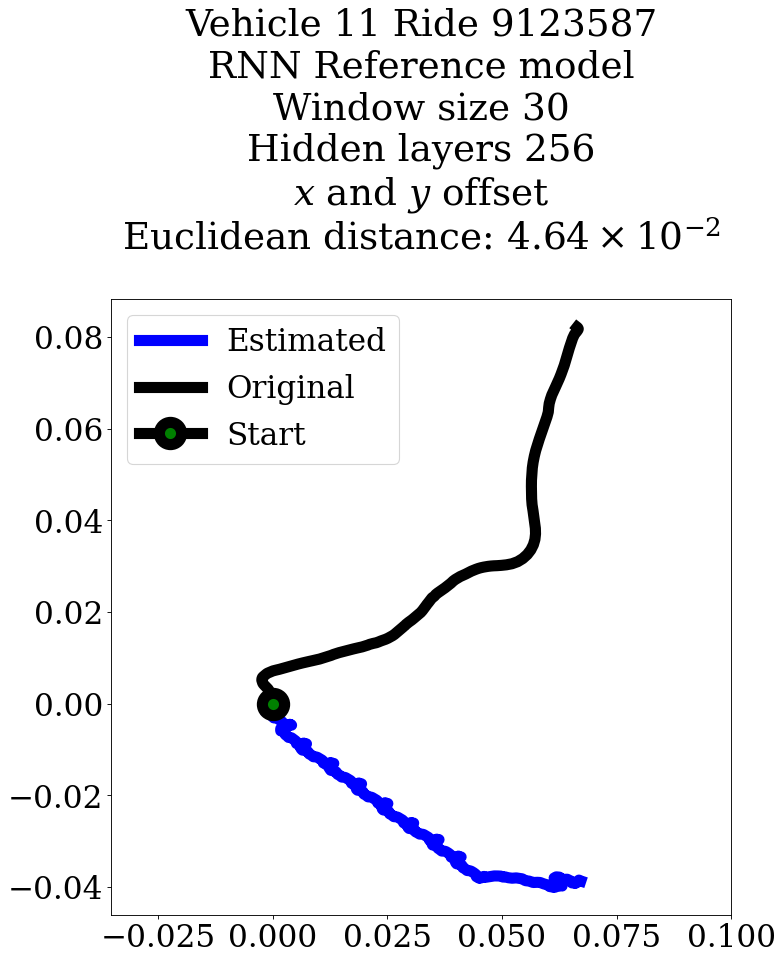 Vehicle 11 Ride 9123587
RNN Reference model
Window size 30
Hidden layers 256
x and y offset
Euclidean distance: 4.64 × 10⁻²
Estimated
Original
Start
0.08
0.06
0.04
0.02
0.00
−0.02
−0.04
−0.025 0.000 0.025 0.050 0.075 0.100